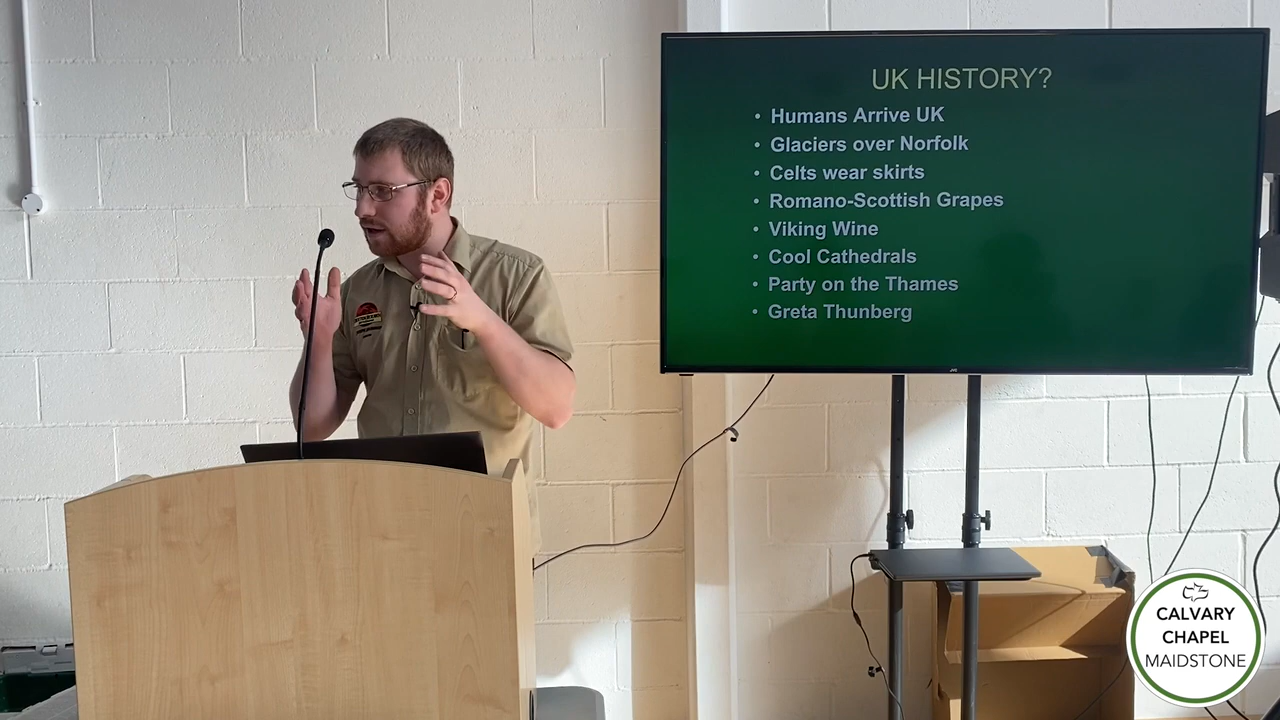 UK HISTORY?
• Humans Arrive UK
• Glaciers over Norfolk
• Celts wear skirts
• Romano-Scottish Grapes
• Viking Wine
• Cool Cathedrals
• Party on the Thames
• Greta Thunberg
JVC
CALVARY
CHAPEL
MAIDSTONE